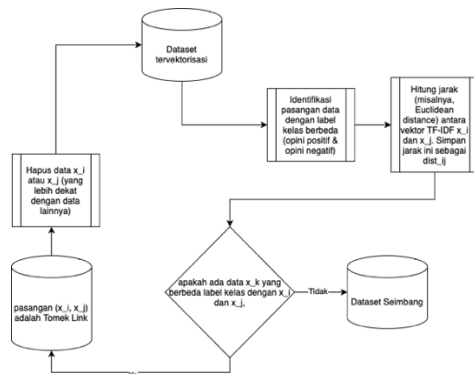 Dataset
tervektorisasi
Identifikasi
pasangan data
dengan label
kelas berbeda
(opini positif &
opini negatif)
Hitung jarak
(misalnya,
Euclidean
distance) antara
vektor TF-IDF x_i
dan x_j. Simpan
jarak ini sebagai
dist_ij
Hapus data x_i
atau x_j (yang
lebih dekat
dengan data
lainnya)
apakah ada data x_k yang
berbeda label kelas dengan x_i
dan x_j,
Tidak
Dataset Seimbang
pasangan (x_i, x_j)
adalah Tomek Link